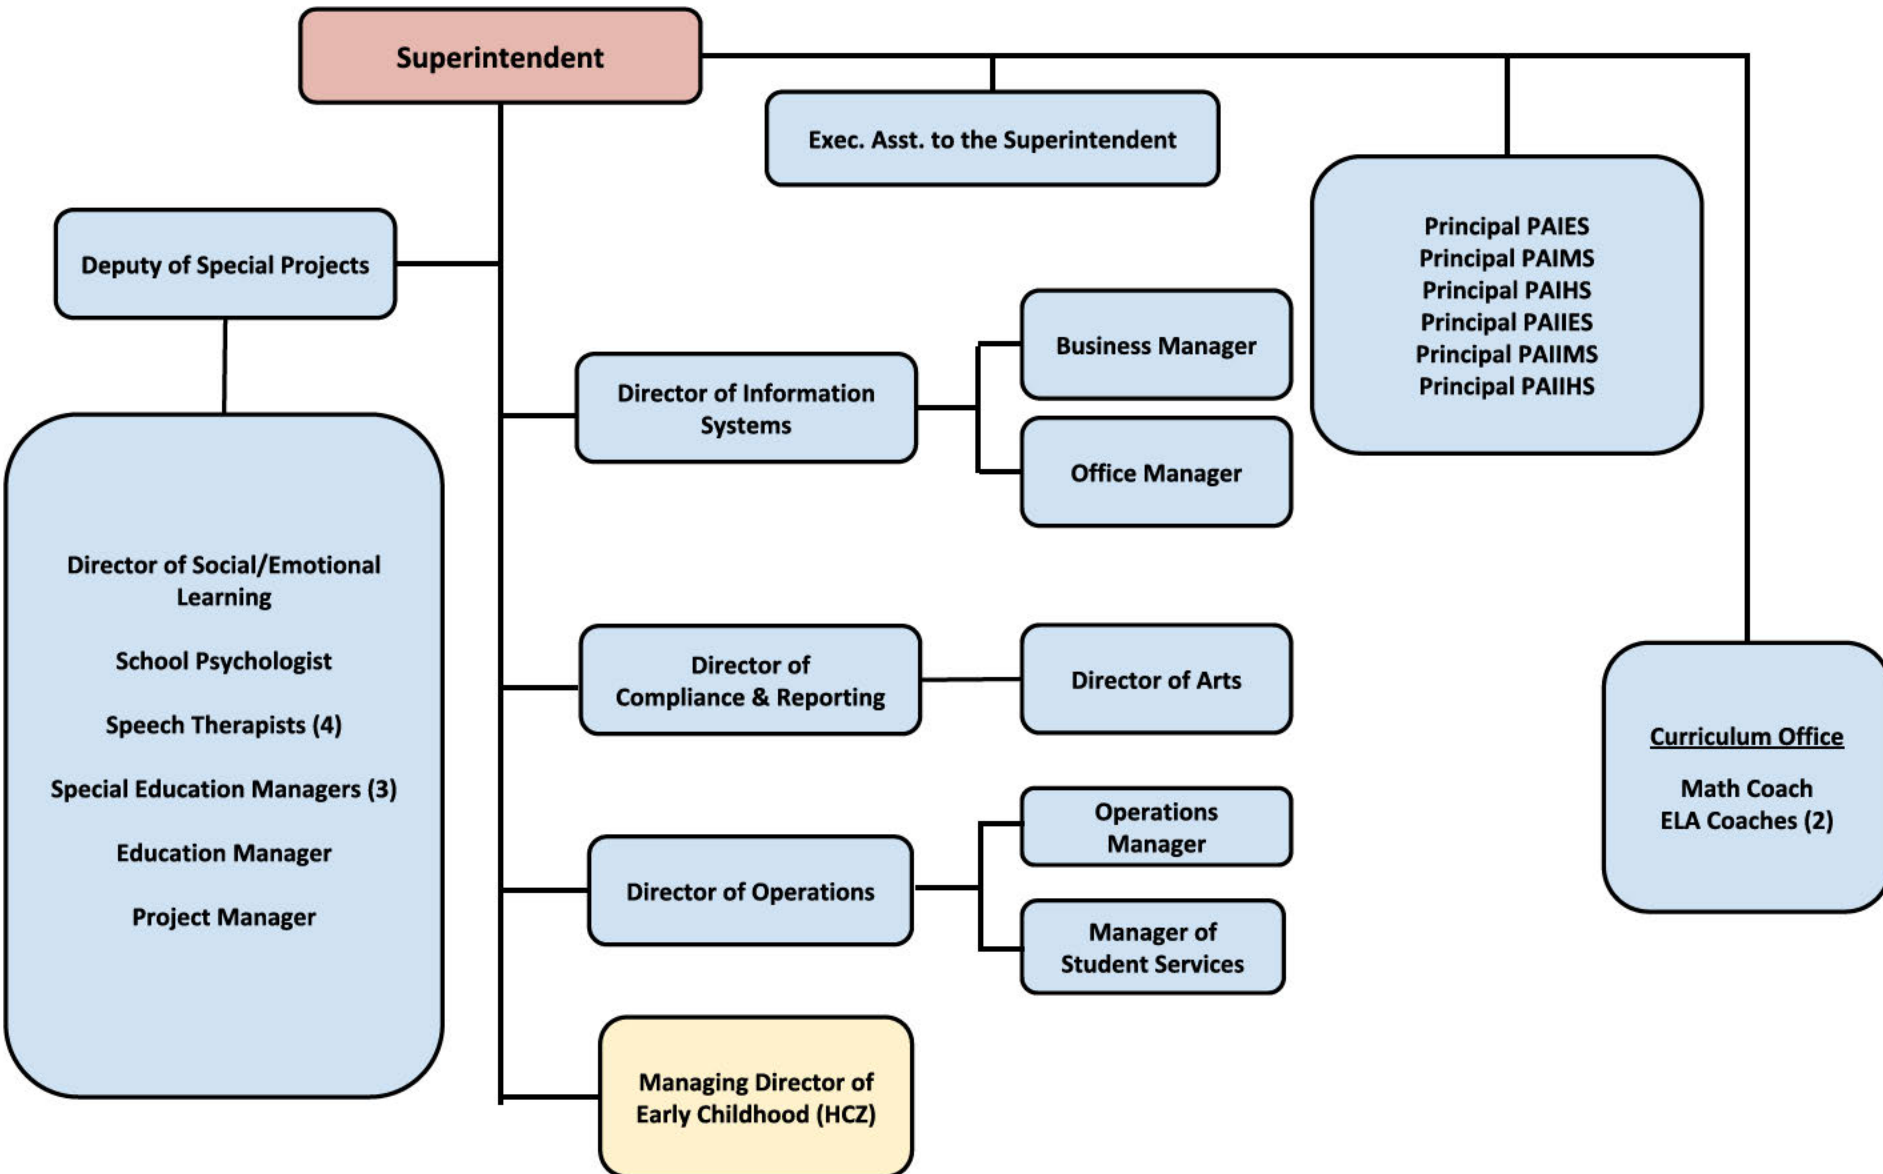 Superintendent
Exec. Asst. to the Superintendent
Principal PAIES
Principal PAIMS
Principal PAIHS
Principal PAIIES
Principal PAIIMS
Principal PAIIHS
Deputy of Special Projects
Director of Information
Systems
Business Manager
Office Manager
Director of Social/Emotional
Learning
School Psychologist
Speech Therapists (4)
Special Education Managers (3)
Education Manager
Project Manager
Director of
Compliance & Reporting
Director of Arts
Curriculum Office
Math Coach
ELA Coaches (2)
Director of Operations
Operations
Manager
Manager of
Student Services
Managing Director of
Early Childhood (HCZ)